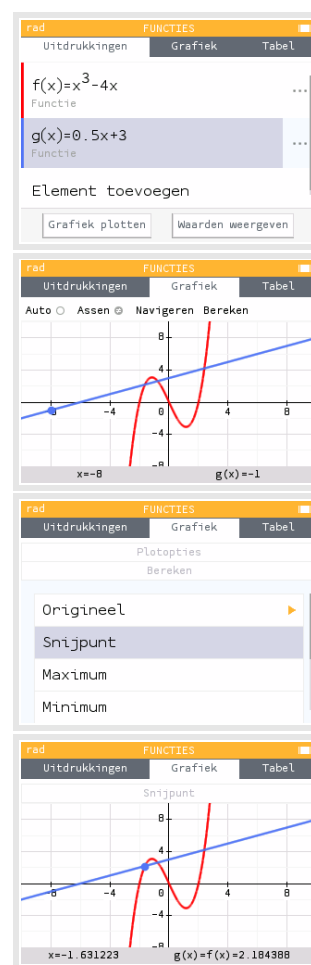 rad FUNCTIES
Uitdrukkingen Grafiek Tabel
f(x)=x³-4x
Functie
...
g(x)=0.5x+3
Functie
...
Element toevoegen
Grafiek plotten Waarden weergeven
rad FUNCTIES
Uitdrukkingen Grafiek Tabel
Auto Assen Navigeren Bereken
8
4
-8 -4 0 4 8
-4
-8
x=-8 g(x)=-1
rad FUNCTIES
Uitdrukkingen Grafiek Tabel
Plotopties
Bereken
Origineel
Snijpunt
Maximum
Minimum
rad FUNCTIES
Uitdrukkingen Grafiek Tabel
Snijpunt
8
4
-8 -4 0 4 8
-4
-8
x=-1.631223 g(x)=f(x)=2.184388